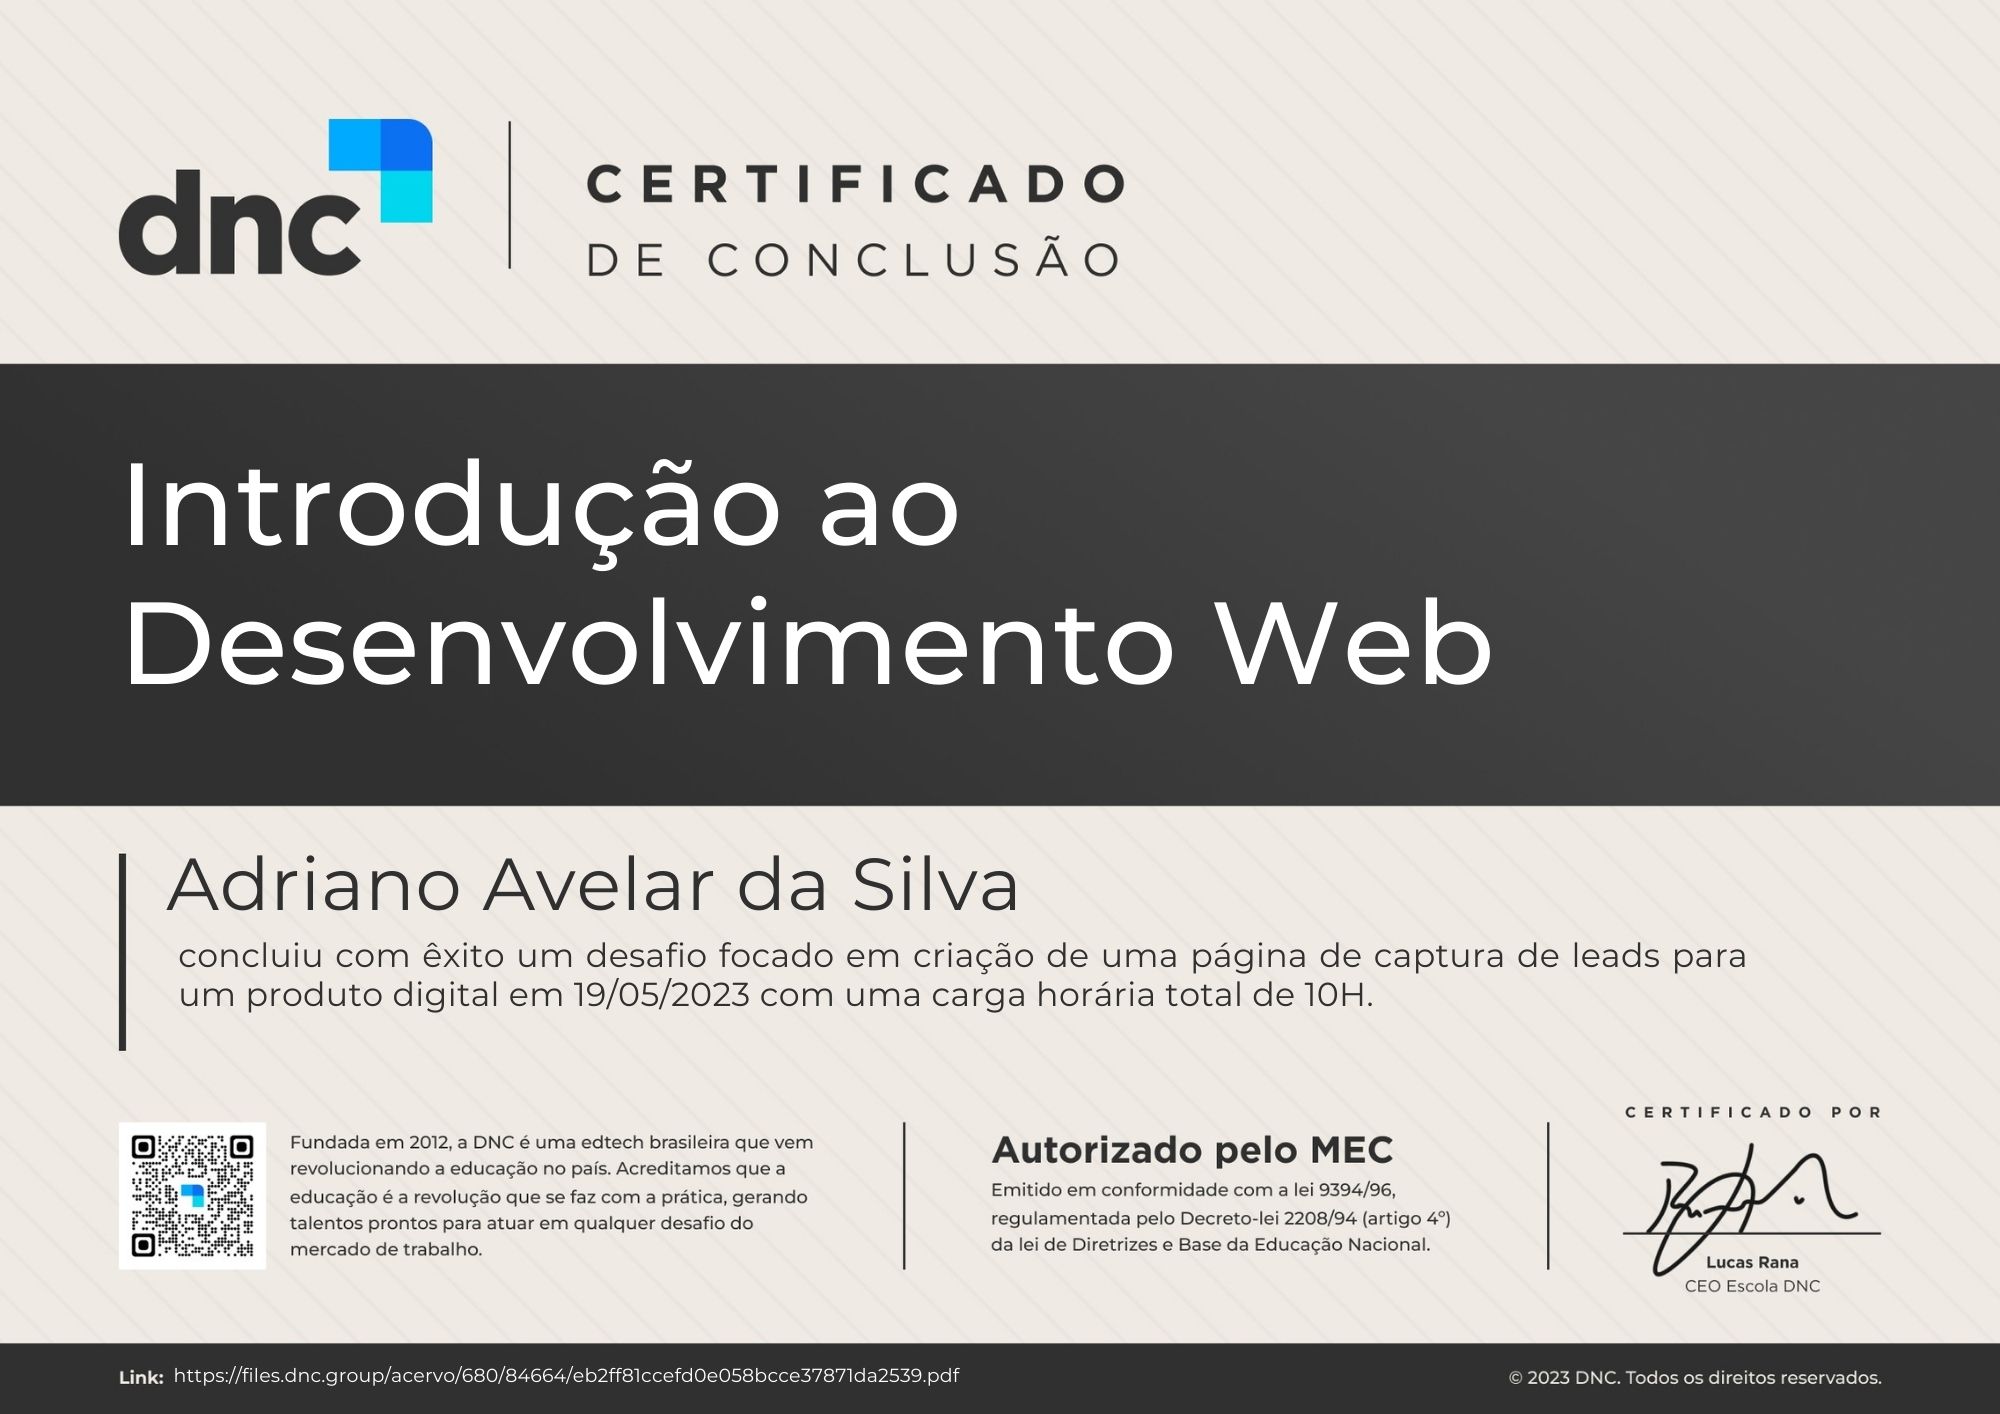 dnc
CERTIFICADO
DE CONCLUSÃO
Introdução ao
Desenvolvimento Web
Adriano Avelar da Silva
concluiu com êxito um desafio focado em criação de uma página de captura de leads para
um produto digital em 19/05/2023 com uma carga horária total de 10H.
Fundada em 2012, a DNC é uma edtech brasileira que vem
revolucionando a educação no país. Acreditamos que a
educação é a revolução que se faz com a prática, gerando
talentos prontos para atuar em qualquer desafio do
mercado de trabalho.
Autorizado pelo MEC
Emitido em conformidade com a lei 9394/96,
regulamentada pelo Decreto-lei 2208/94 (artigo 4º)
da lei de Diretrizes e Base da Educação Nacional.
CERTIFICADO POR
Lucas Rana
CEO Escola DNC
Link: https://files.dnc.group/acervo/680/84664/eb2ff81ccefd0e058bcce37871da2539.pdf
© 2023 DNC. Todos os direitos reservados.